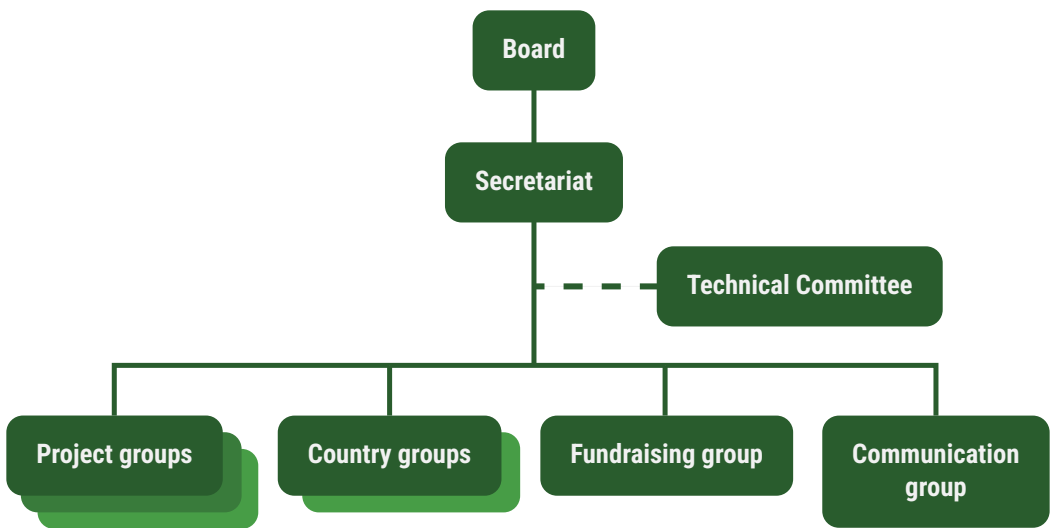 Board
Secretariat
Technical Committee
Project groups
Country groups
Fundraising group
Communication
group